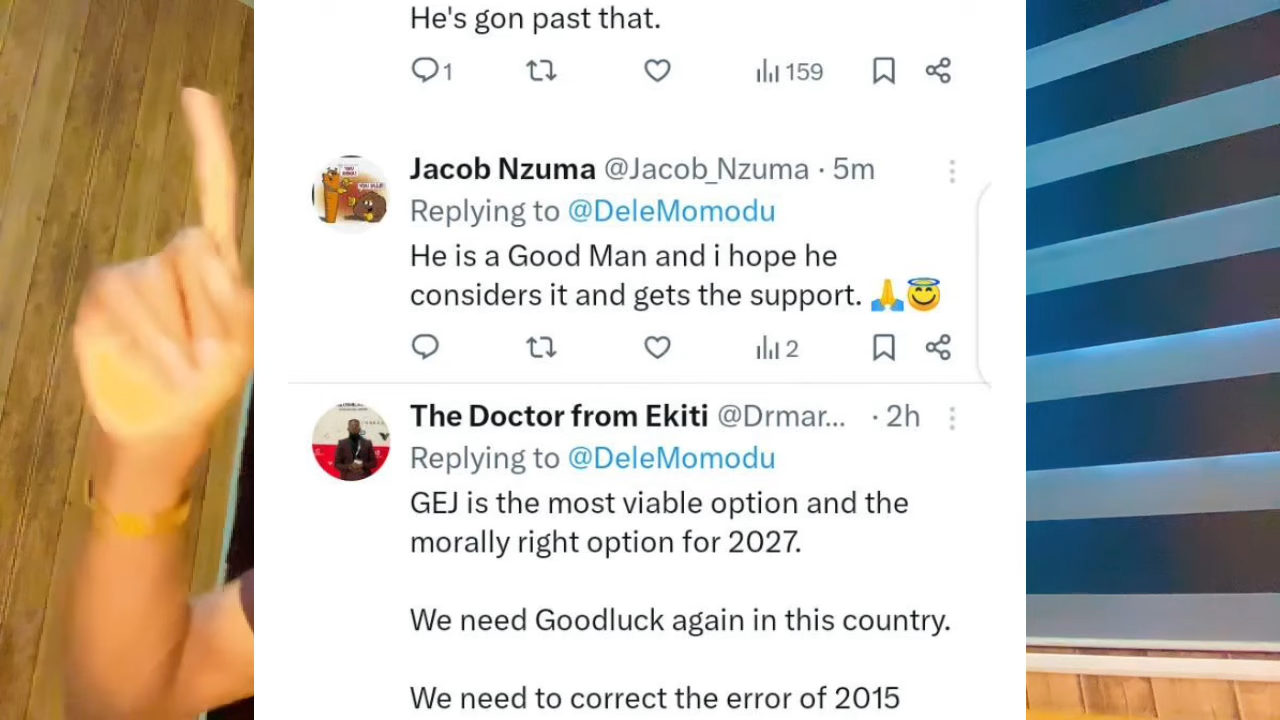 He's gon past that.
1 159
Jacob Nzuma @Jacob_Nzuma · 5m
Replying to @DeleMomodu
He is a Good Man and i hope he
considers it and gets the support. 🙏😇
2
The Doctor from Ekiti @Drmar... · 2h
Replying to @DeleMomodu
GEJ is the most viable option and the
morally right option for 2027.
We need Goodluck again in this country.
We need to correct the error of 2015